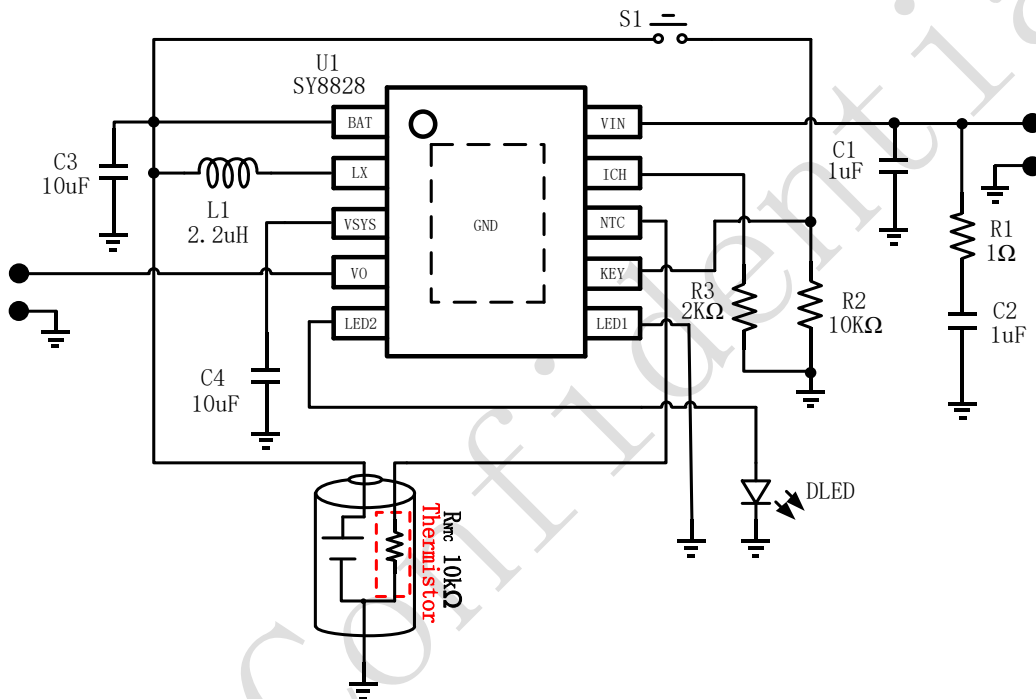 S1
U1
SY8828
BAT
VIN
C3
10uF
LX
ICH
C1
1uF
L1
2.2uH
VSYS
GND
NTC
R1
1Ω
VO
KEY
R3
2KΩ
R2
10KΩ
LED2
LED1
C2
1uF
C4
10uF
DLED
RNTC 10kΩ
Thermistor
Confidentia